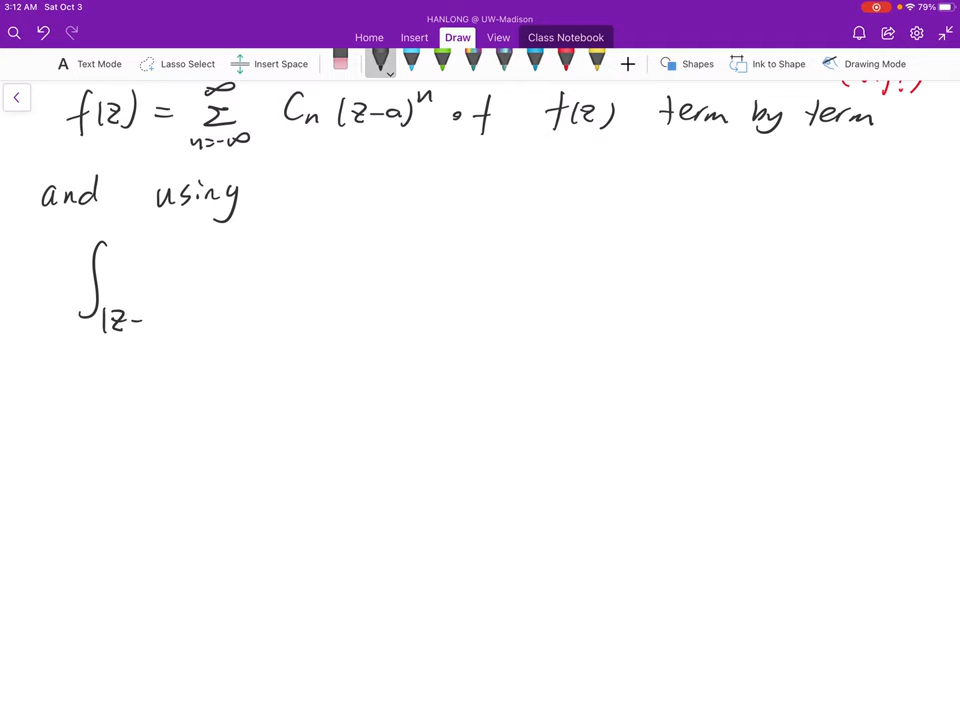 3:12 AM Sat Oct 3
79%
HANLONG @ UW-Madison
Home Insert Draw View Class Notebook
Text Mode Lasso Select Insert Space Shapes Ink to Shape Drawing Mode
f(z) = ∑_{n=-∞}^{∞} C_n (z-a)^n of f(z) term by term
and using
∫_{|z-